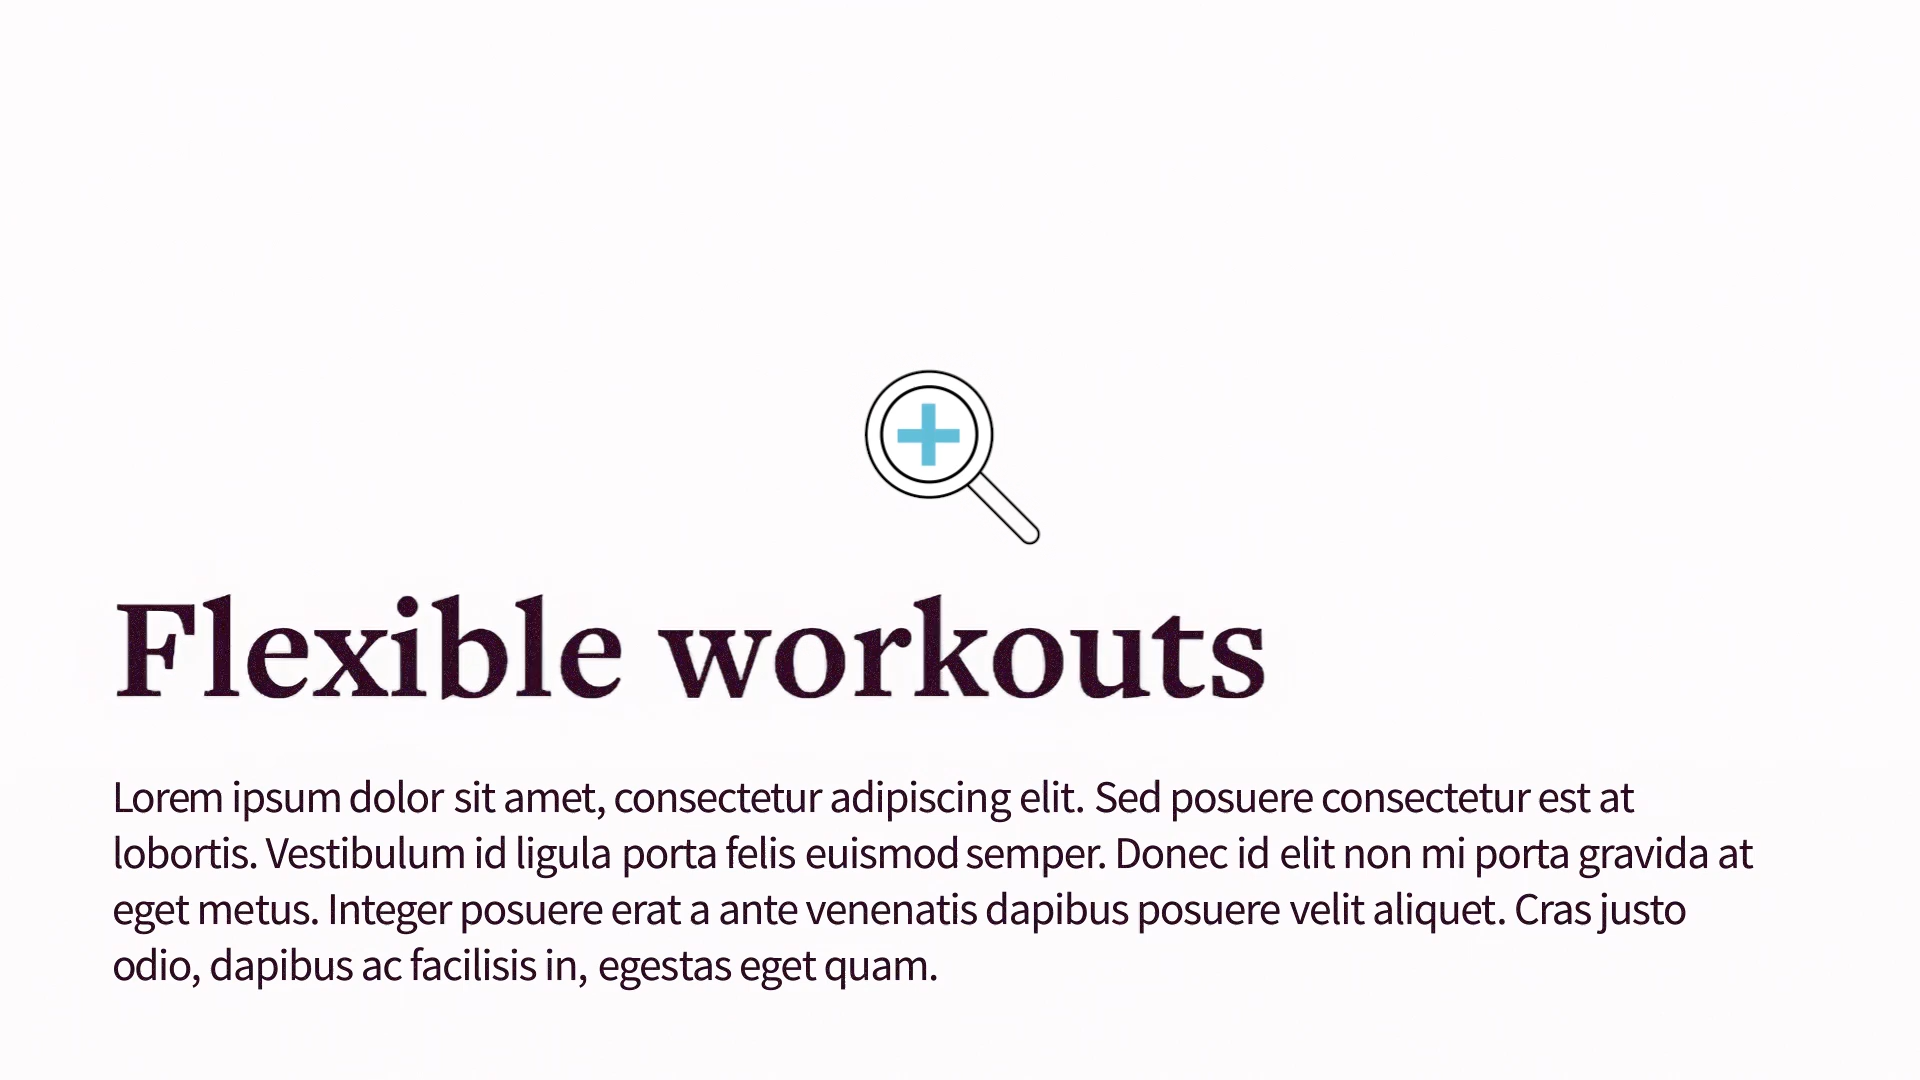 Flexible workouts
Lorem ipsum dolor sit amet, consectetur adipiscing elit. Sed posuere consectetur est at
lobortis. Vestibulum id ligula porta felis euismod semper. Donec id elit non mi porta gravida at
eget metus. Integer posuere erat a ante venenatis dapibus posuere velit aliquet. Cras justo
odio, dapibus ac facilisis in, egestas eget quam.